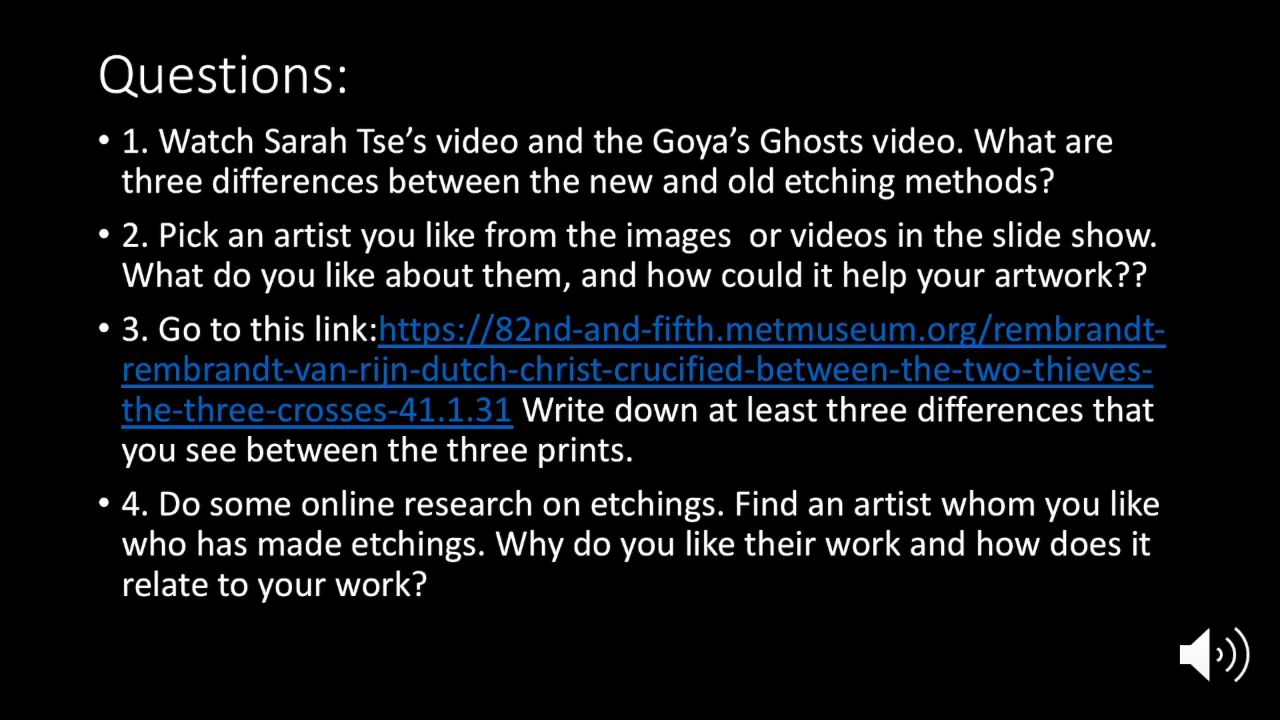 Questions:
• 1. Watch Sarah Tse’s video and the Goya’s Ghosts video. What are
three differences between the new and old etching methods?
• 2. Pick an artist you like from the images  or videos in the slide show.
What do you like about them, and how could it help your artwork??
• 3. Go to this link:https://82nd-and-fifth.metmuseum.org/rembrandt-
rembrandt-van-rijn-dutch-christ-crucified-between-the-two-thieves-
the-three-crosses-41.1.31 Write down at least three differences that
you see between the three prints.
• 4. Do some online research on etchings. Find an artist whom you like
who has made etchings. Why do you like their work and how does it
relate to your work?